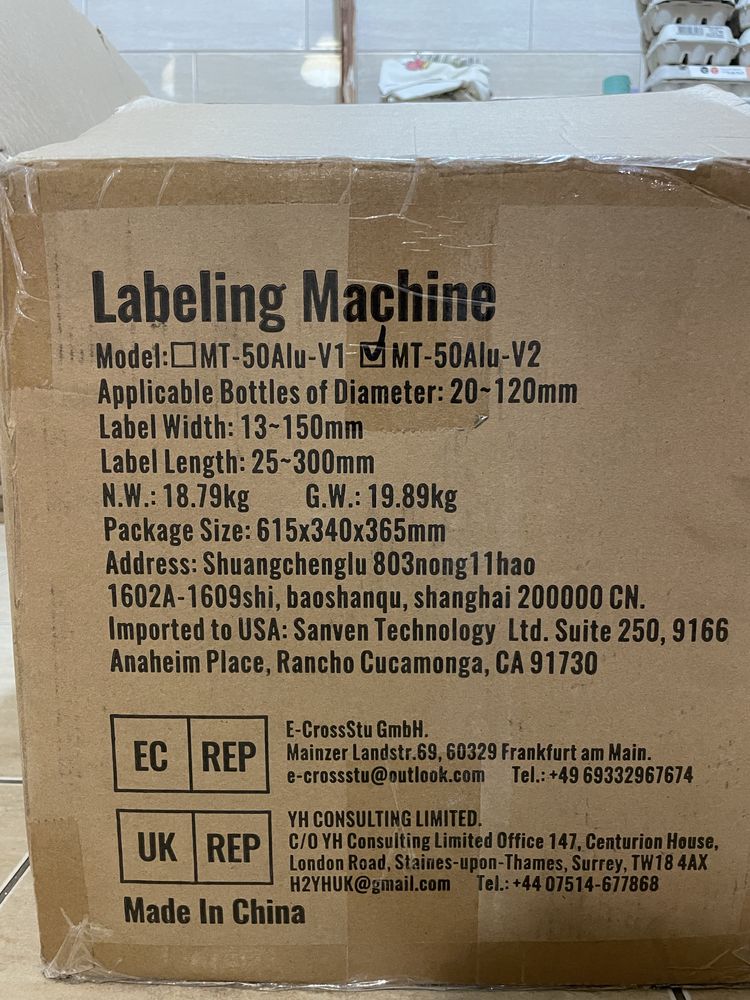 Labeling Machine
Model:☐MT-50Alu-V1 ☑MT-50Alu-V2
Applicable Bottles of Diameter: 20~120mm
Label Width: 13~150mm
Label Length: 25~300mm
N.W.: 18.79kg G.W.: 19.89kg
Package Size: 615x340x365mm
Address: Shuangchenglu 803nong11hao
1602A-1609shi, baoshanqu, shanghai 200000 CN.
Imported to USA: Sanven Technology Ltd. Suite 250, 9166
Anaheim Place, Rancho Cucamonga, CA 91730
EC REP
E-CrossStu GmbH.
Mainzer Landstr.69, 60329 Frankfurt am Main.
e-crossstu@outlook.com Tel.: +49 69332967674
UK REP
YH CONSULTING LIMITED.
C/O YH Consulting Limited Office 147, Centurion House,
London Road, Staines-upon-Thames, Surrey, TW18 4AX
H2YHUK@gmail.com Tel.: +44 07514-677868
Made In China